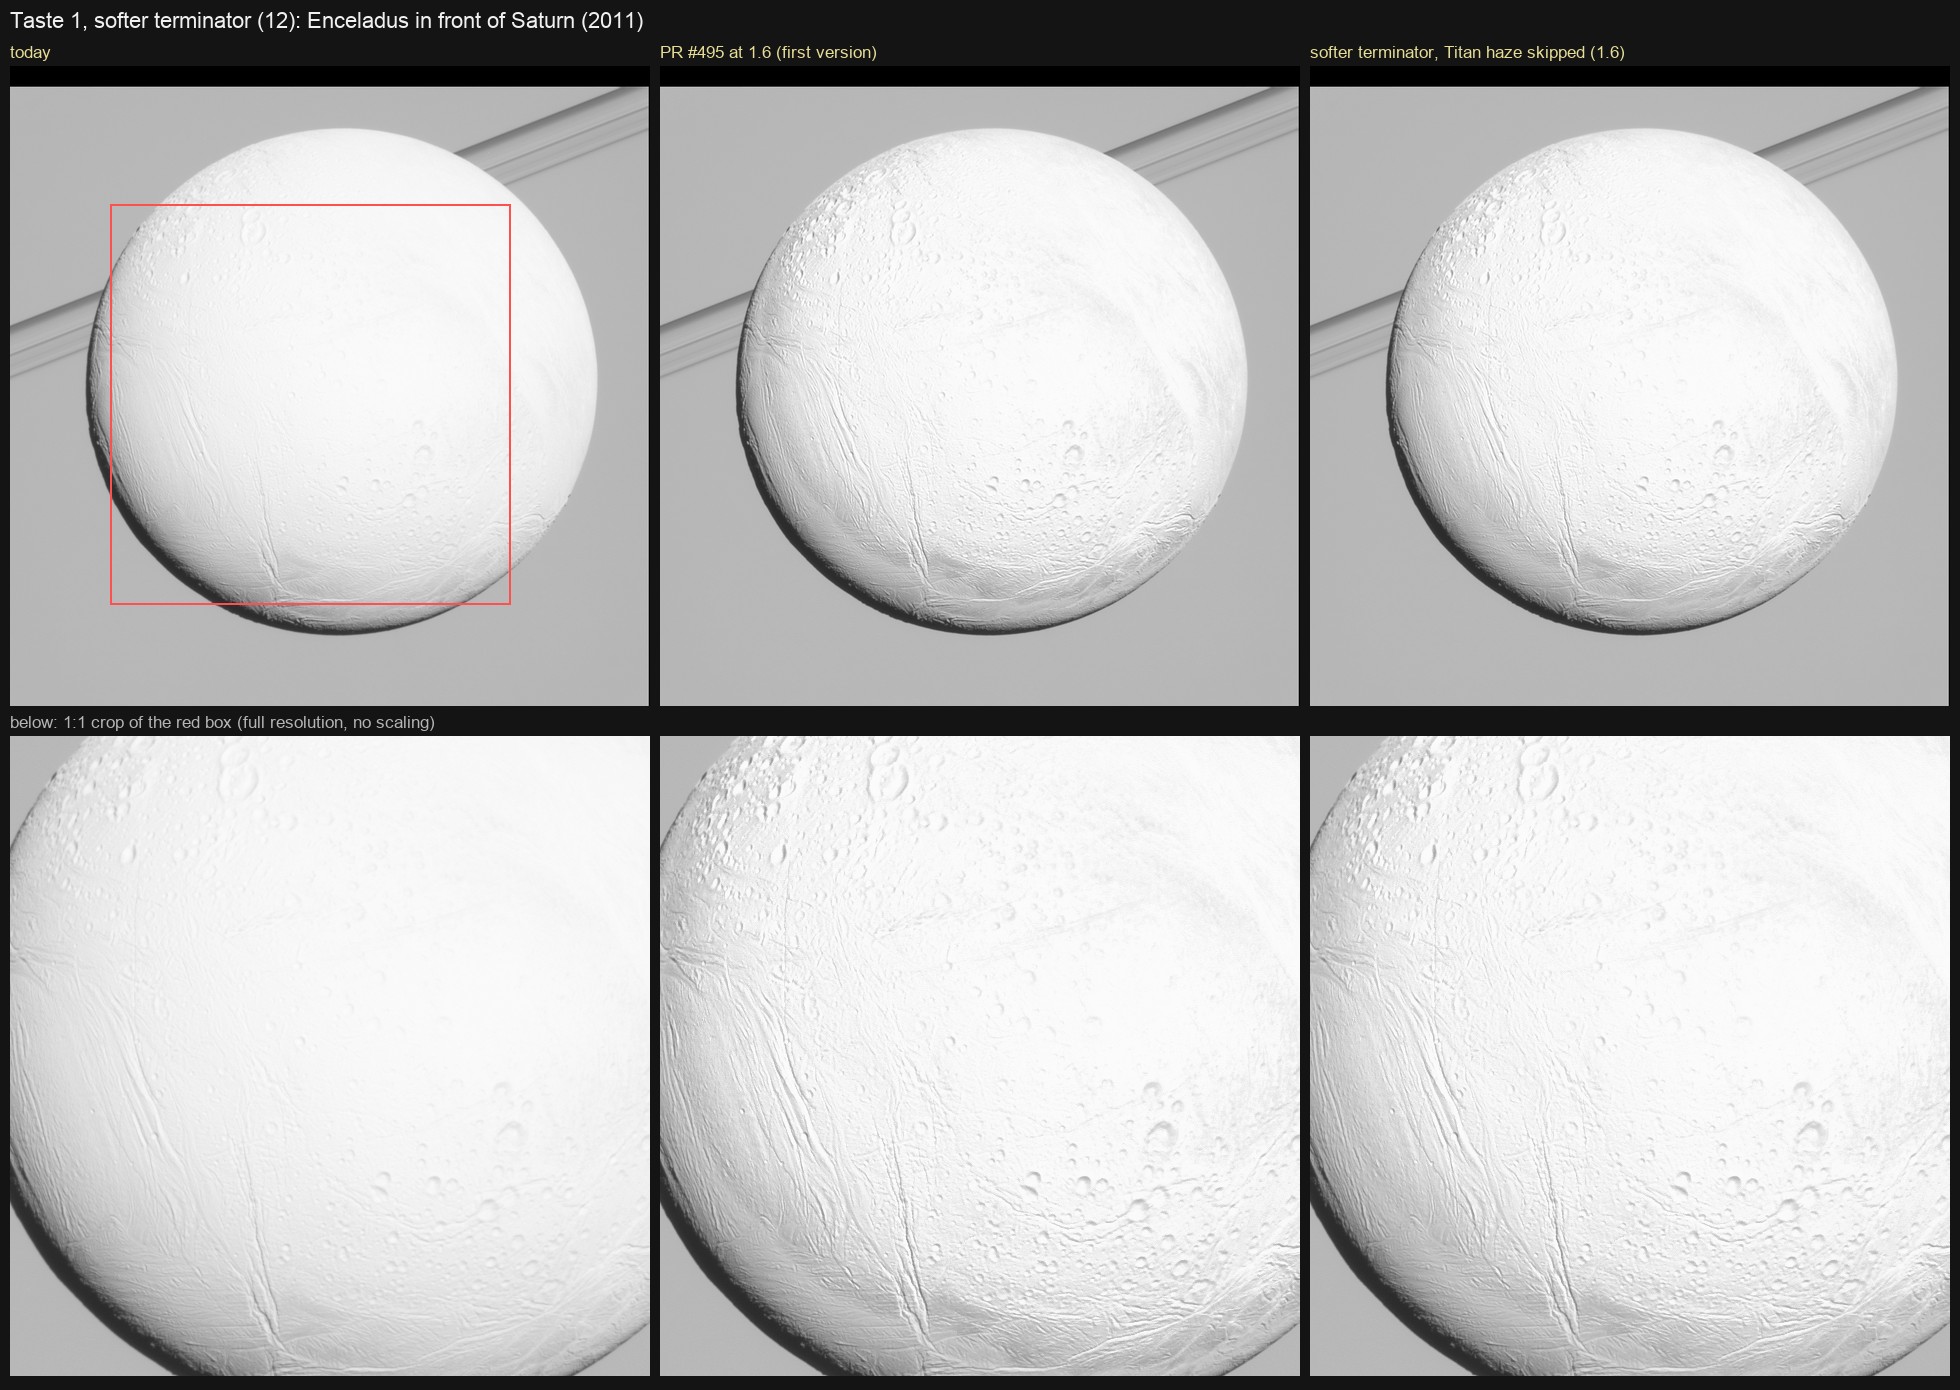 Taste 1, softer terminator (12): Enceladus in front of Saturn (2011)
today
PR #495 at 1.6 (first version)
softer terminator, Titan haze skipped (1.6)
below: 1:1 crop of the red box (full resolution, no scaling)